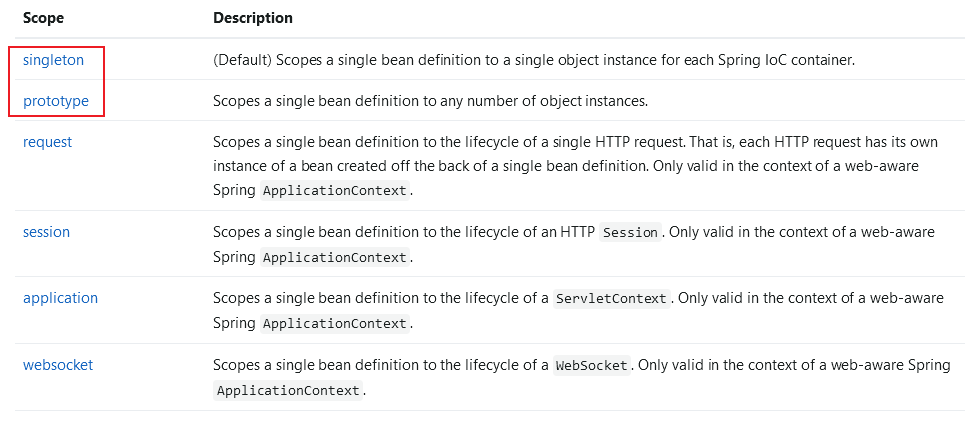 Scope Description
singleton (Default) Scopes a single bean definition to a single object instance for each Spring IoC container.
prototype Scopes a single bean definition to any number of object instances.
request Scopes a single bean definition to the lifecycle of a single HTTP request. That is, each HTTP request has its own
instance of a bean created off the back of a single bean definition. Only valid in the context of a web-aware
Spring ApplicationContext.
session Scopes a single bean definition to the lifecycle of an HTTP Session. Only valid in the context of a web-aware
Spring ApplicationContext.
application Scopes a single bean definition to the lifecycle of a ServletContext. Only valid in the context of a web-aware
Spring ApplicationContext.
websocket Scopes a single bean definition to the lifecycle of a WebSocket. Only valid in the context of a web-aware Spring
ApplicationContext.